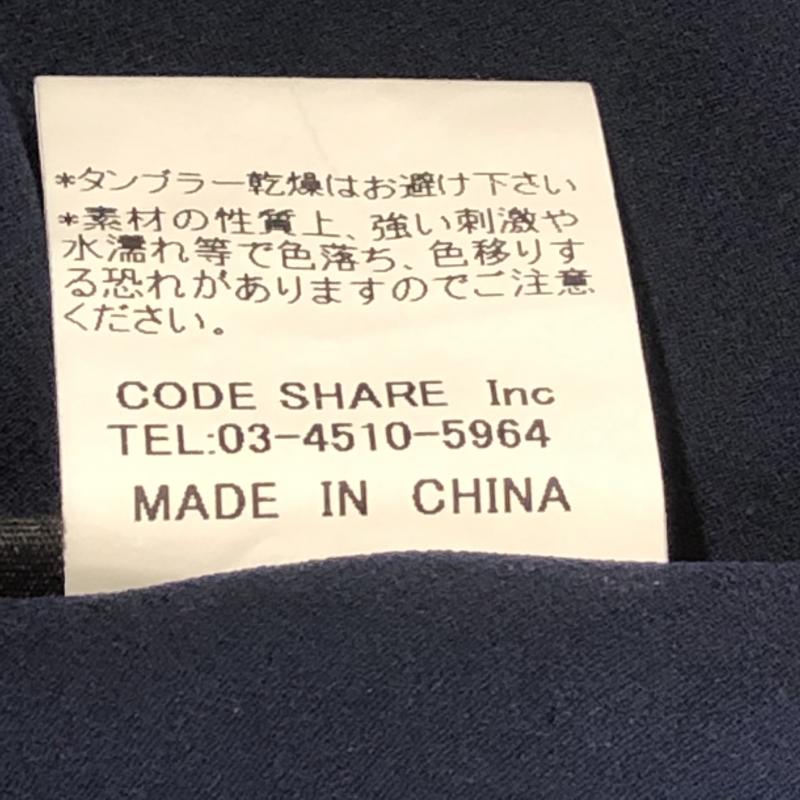 *タンブラー乾燥はお避け下さい
*素材の性質上、強い刺激や
水濡れ等で色落ち、色移りす
る恐れがありますのでご注意
ください。
CODE SHARE Inc
TEL:03-4510-5964
MADE IN CHINA